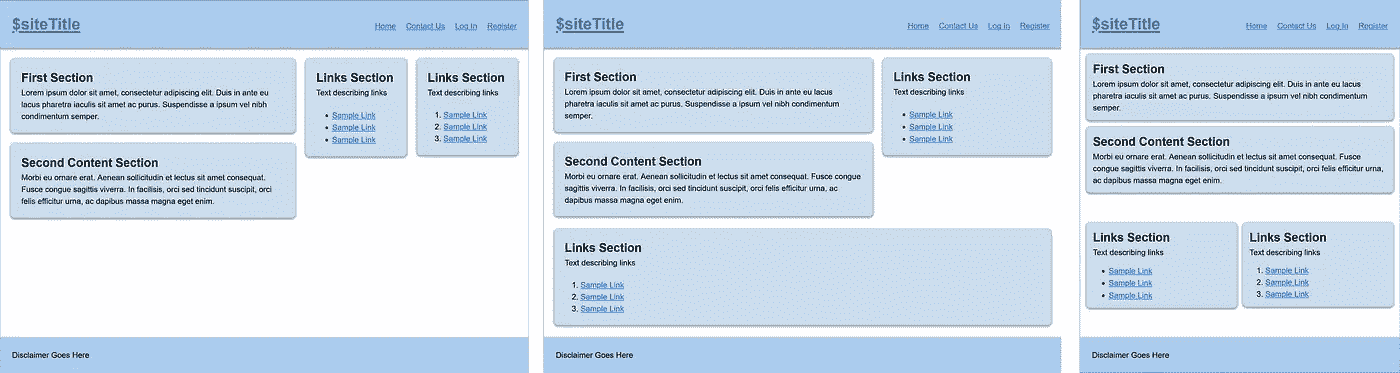 $siteTitle
Home Contact Us Log In Register
First Section
Lorem ipsum dolor sit amet, consectetur adipiscing elit. Duis in ante eu
lacus pharetra iaculis sit amet ac purus. Suspendisse a ipsum vel nibh
condimentum semper.
Second Content Section
Morbi eu ornare erat. Aenean sollicitudin et lectus sit amet consequat.
Fusce congue sagittis viverra. In facilisis, orci sed tincidunt suscipit, orci
felis efficitur urna, ac dapibus massa magna eget enim.
Links Section
Text describing links
• Sample Link
• Sample Link
• Sample Link
Links Section
Text describing links
1. Sample Link
2. Sample Link
3. Sample Link
Disclaimer Goes Here
$siteTitle
Home Contact Us Log In Register
First Section
Lorem ipsum dolor sit amet, consectetur adipiscing elit. Duis in ante eu lacus
pharetra iaculis sit amet ac purus. Suspendisse a ipsum vel nibh condimentum
semper.
Second Content Section
Morbi eu ornare erat. Aenean sollicitudin et lectus sit amet consequat.
Fusce congue sagittis viverra. In facilisis, orci sed tincidunt suscipit, orci felis efficitur urna, ac
dapibus massa magna eget enim.
Links Section
Text describing links
• Sample Link
• Sample Link
• Sample Link
Links Section
Text describing links
1. Sample Link
2. Sample Link
3. Sample Link
Disclaimer Goes Here
$siteTitle
Home Contact Us Log In Register
First Section
Lorem ipsum dolor sit amet, consectetur adipiscing elit. Duis in ante eu lacus
pharetra iaculis sit amet ac purus. Suspendisse a ipsum vel nibh condimentum
semper.
Second Content Section
Morbi eu ornare erat. Aenean sollicitudin et lectus sit amet consequat. Fusce
congue sagittis viverra. In facilisis, orci sed tincidunt suscipit, orci felis efficitur urna,
ac dapibus massa magna eget enim.
Links Section
Text describing links
• Sample Link
• Sample Link
• Sample Link
Links Section
Text describing links
1. Sample Link
2. Sample Link
3. Sample Link
Disclaimer Goes Here